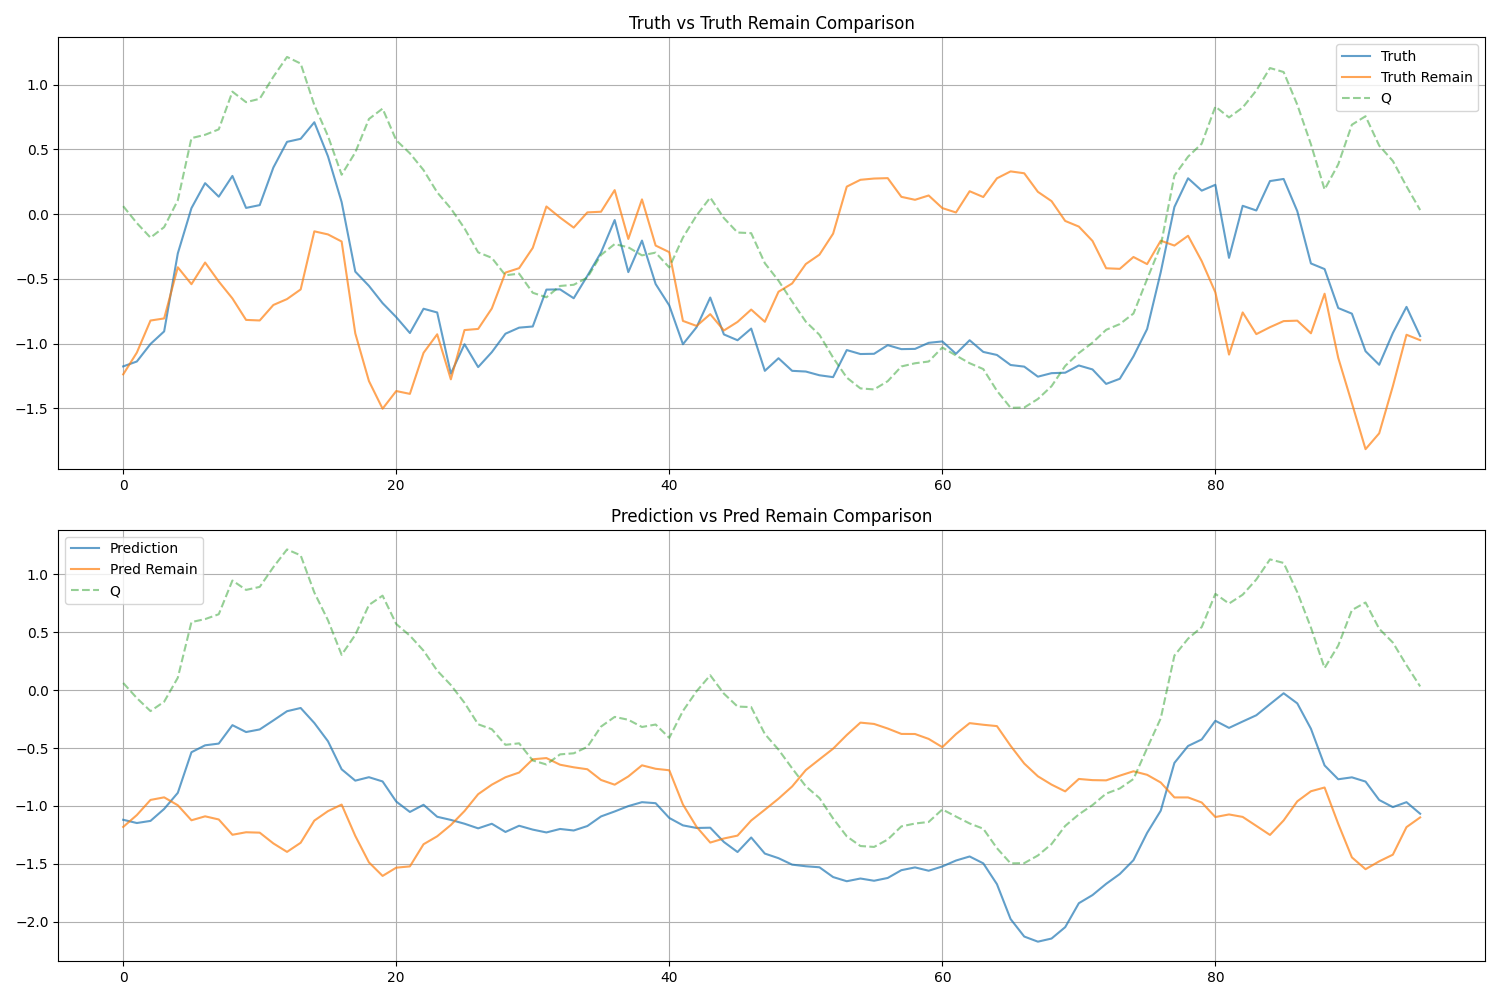 Truth vs Truth Remain Comparison
1.0
0.5
0.0
−0.5
−1.0
−1.5
Truth
Truth Remain
Q
0 20 40 60 80
Prediction vs Pred Remain Comparison
Prediction
Pred Remain
Q
1.0
0.5
0.0
−0.5
−1.0
−1.5
−2.0
0 20 40 60 80